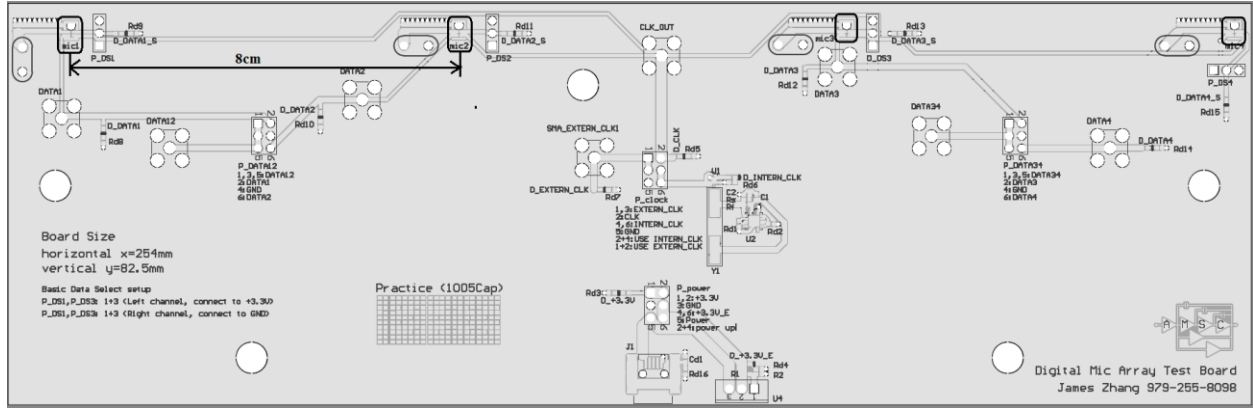 Rd9
Rd11
CLK_OUT
Rd13
mic1
D_DATA1_S
mic2
D_DATA2_S
mic3
D_DATA3_S
P_DS1
8cm
P_DS2
D_DS3
P_DS4
DATA1
DATA2
D_DATA3
Rd12
DATA3
D_DATA4_S
Rd15
D_DATA1
Rd8
DATA12
D_DATA2
Rd10
SMA_EXTERN_CLK1
D_CLK
Rd5
DATA34
DATA4
D_DATA4
Rd14
P_DATA12
1,3,5:DATA12
2:DATA1
4:GND
6:DATA2
P_DATA34
1,3,5:DATA34
2:DATA3
4:GND
6:DATA4
D_EXTERN_CLK
Rd7
U1
D_INTERN_CLK
Rd6
C2
C1
P_clock
1,3:EXTERN_CLK
2:CLK
4,6:INTERN_CLK
5:GND
2+4:USE INTERN_CLK
1+2:USE EXTERN_CLK
Rd1
Rd2
U2
Y1
Board Size
horizontal x=254mm
vertical y=82.5mm
Basic Data Select setup
P_DS1,P_DS3: 1+3 (Left channel, connect to +3.3V)
P_DS1,P_DS3: 1+3 (Right channel, connect to GND)
Practice (1005Cap)
Rd3
D_+3.3V
P_power
1,2:+3.3V
3:GND
4,6:+3.3V_E
5:Power
2+4:power upl
J1
Cd1
Rd16
D_+3.3V_E
R1
Rd4
R2
3 2 1
U4
A M S C
Digital Mic Array Test Board
James Zhang 979-255-8098